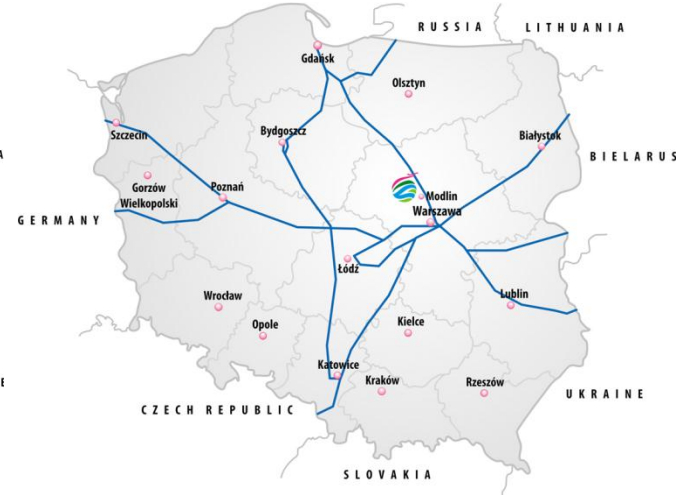 RUSSIA
LITHUANIA
Gdańsk
Olsztyn
Szczecin
Bydgoszcz
Białystok
BIELARUS
Gorzów
Wielkopolski
Poznań
Modlin
Warszawa
GERMANY
Łódź
Wrocław
Lublin
Opole
Kielce
Katowice
Kraków
Rzeszów
UKRAINE
CZECH REPUBLIC
SLOVAKIA